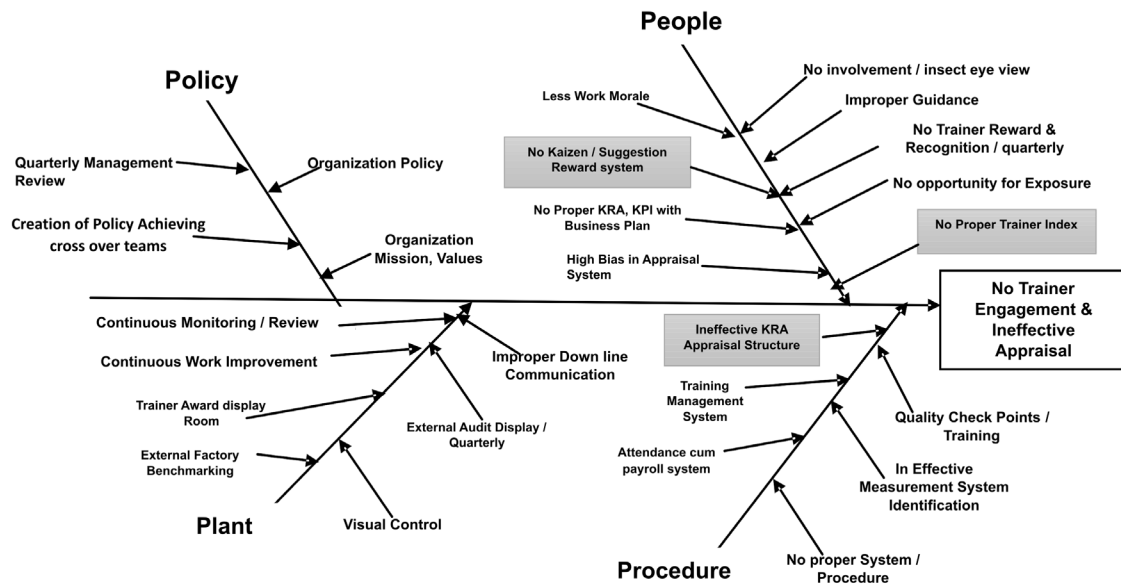 People
Policy
No involvement / insect eye view
Less Work Morale
Improper Guidance
No Trainer Reward &
Recognition / quarterly
No Kaizen / Suggestion
Reward system
Quarterly Management
Review
Organization Policy
No opportunity for Exposure
No Proper KRA, KPI with
Business Plan
No Proper Trainer Index
Creation of Policy Achieving
cross over teams
Organization
Mission, Values
High Bias in Appraisal
System
No Trainer
Engagement &
Ineffective
Appraisal
Continuous Monitoring / Review
Ineffective KRA
Appraisal Structure
Continuous Work Improvement
Improper Down line
Communication
Training
Management
System
Trainer Award display
Room
External Audit Display /
Quarterly
Quality Check Points /
Training
External Factory
Benchmarking
Attendance cum
payroll system
In Effective
Measurement System
Identification
Plant
Visual Control
No proper System /
Procedure
Procedure